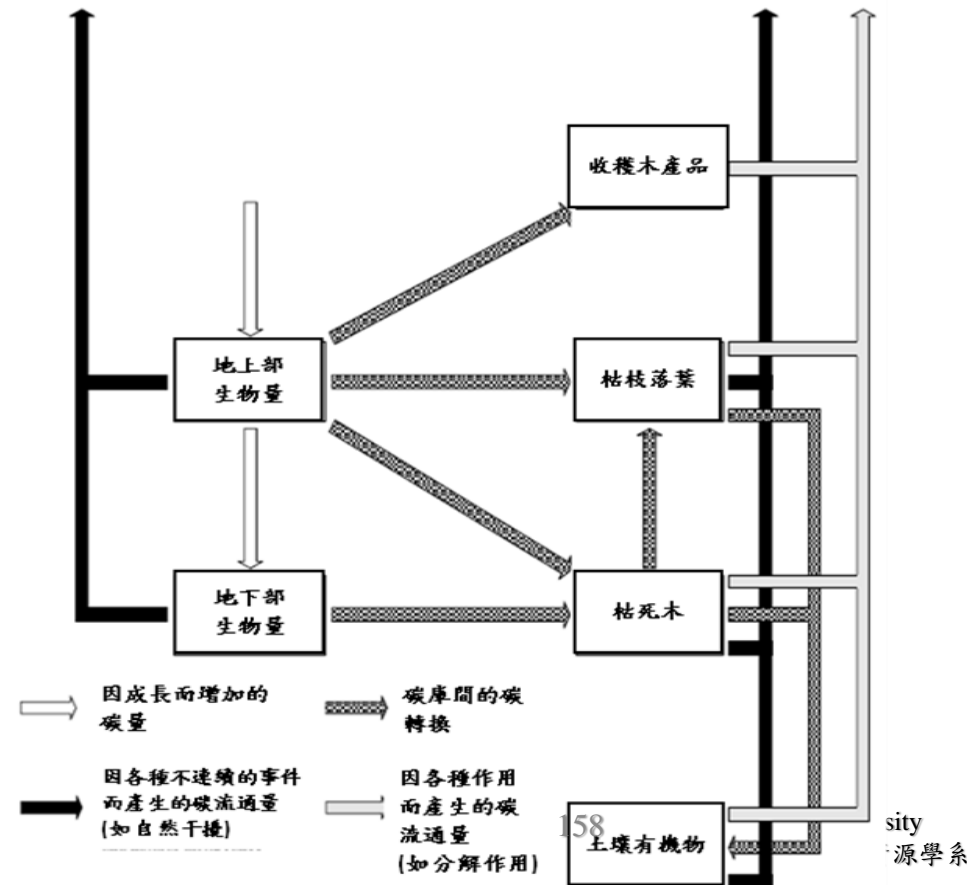 收穫木產品
地上部
生物量
枯枝落葉
地下部
生物量
枯死木
因成長而增加的
碳量
碳庫間的碳
轉換
因各種不連續的事件
而產生的碳流通量
(如自然干擾)
因各種作用
而產生的碳
流通量
(如分解作用)
158
土壤有機物
sity
源學系